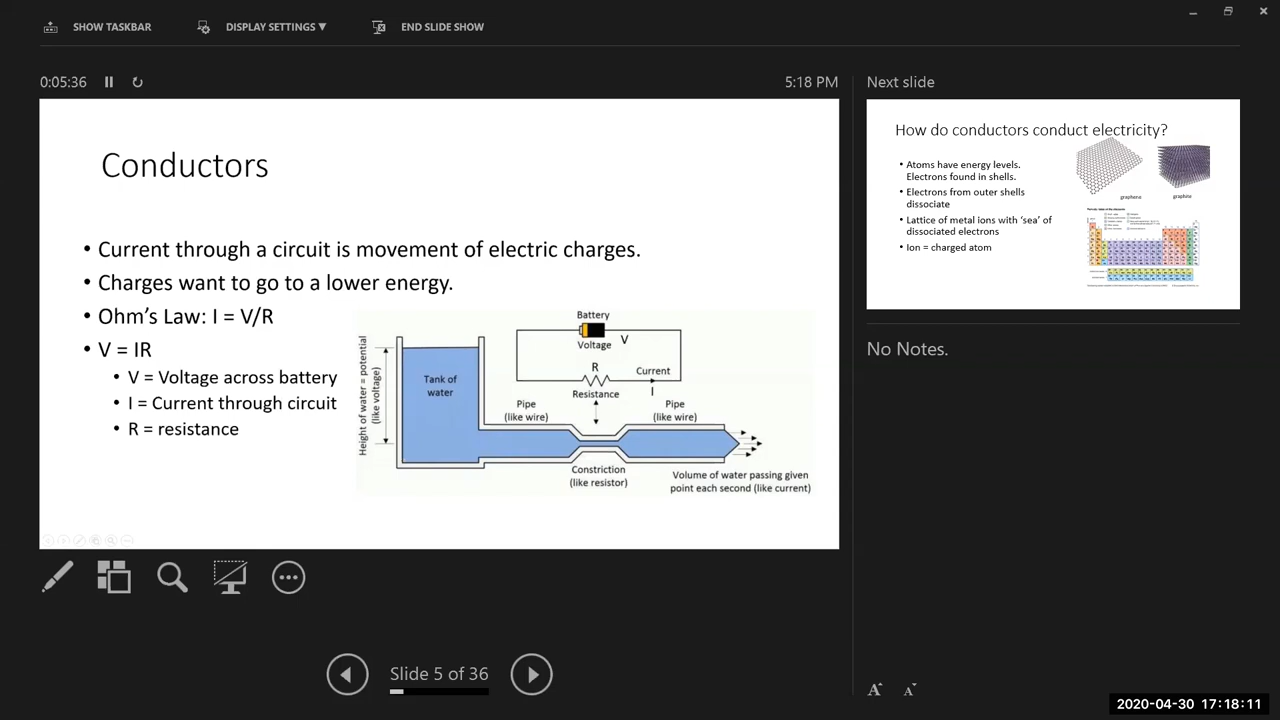 SHOW TASKBAR
DISPLAY SETTINGS ▼
END SLIDE SHOW
0:05:36
5:18 PM
Next slide
Conductors
• Current through a circuit is movement of electric charges.
• Charges want to go to a lower energy.
• Ohm's Law: I = V/R
• V = IR
• V = Voltage across battery
• I = Current through circuit
• R = resistance
Height of water = potential
(like voltage)
Tank of
water
Battery
Voltage
V
R
Resistance
Current
I
Pipe
(like wire)
Pipe
(like wire)
Constriction
(like resistor)
Volume of water passing given
point each second (like current)
How do conductors conduct electricity?
• Atoms have energy levels.
Electrons found in shells.
• Electrons from outer shells
dissociate
• Lattice of metal ions with 'sea' of
dissociated electrons
• Ion = charged atom
graphene
graphite
No Notes.
Slide 5 of 36
A A
2020-04-30 17:18:11